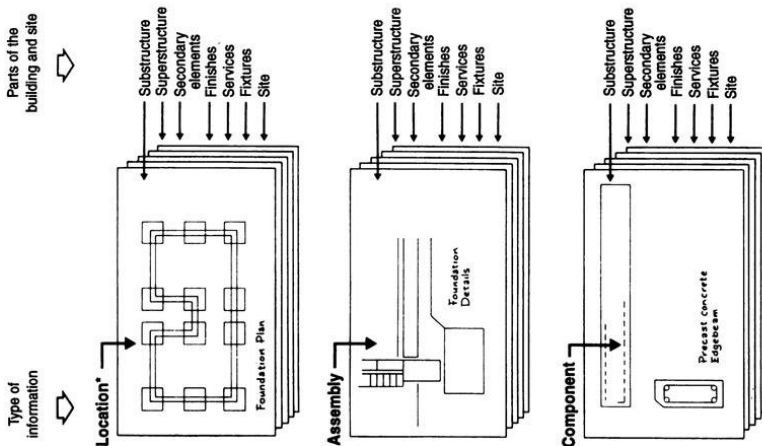 Parts of the
building and site
Type of
information
Substructure
Superstructure
Secondary
elements
Finishes
Services
Fixtures
Site
Location*
Foundation Plan
Substructure
Superstructure
Secondary
elements
Finishes
Services
Fixtures
Site
Assembly
Foundation
Details
Substructure
Superstructure
Secondary
elements
Finishes
Services
Fixtures
Site
Component
Precast concrete
Edgebeam